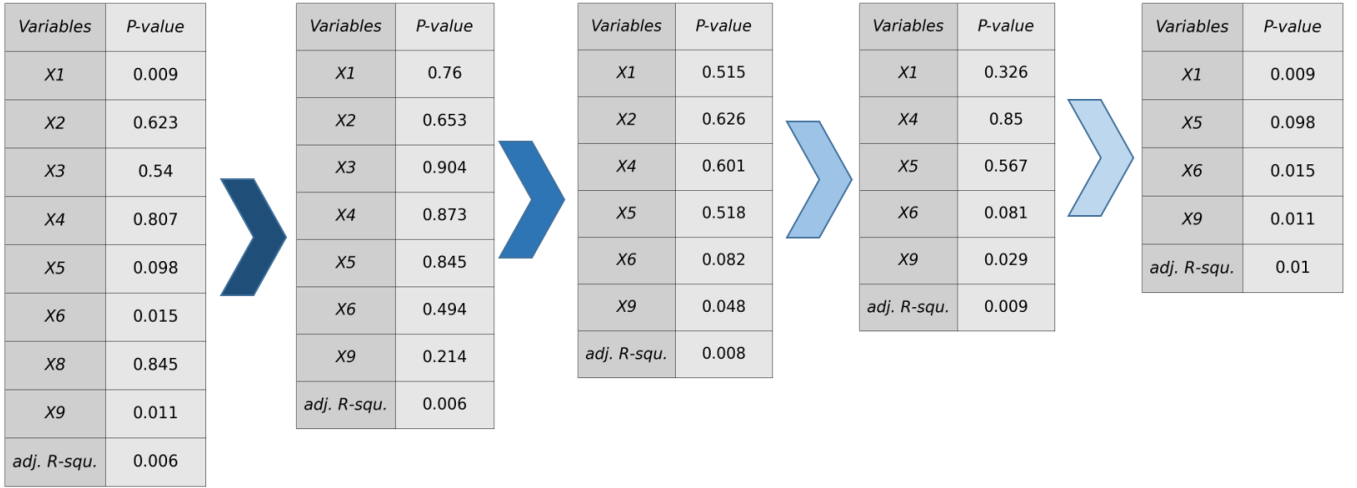 Variables P-value
X1 0.009
X2 0.623
X3 0.54
X4 0.807
X5 0.098
X6 0.015
X8 0.845
X9 0.011
adj. R-squ. 0.006
Variables P-value
X1 0.76
X2 0.653
X3 0.904
X4 0.873
X5 0.845
X6 0.494
X9 0.214
adj. R-squ. 0.006
Variables P-value
X1 0.515
X2 0.626
X4 0.601
X5 0.518
X6 0.082
X9 0.048
adj. R-squ. 0.008
Variables P-value
X1 0.326
X4 0.85
X5 0.567
X6 0.081
X9 0.029
adj. R-squ. 0.009
Variables P-value
X1 0.009
X5 0.098
X6 0.015
X9 0.011
adj. R-squ. 0.01